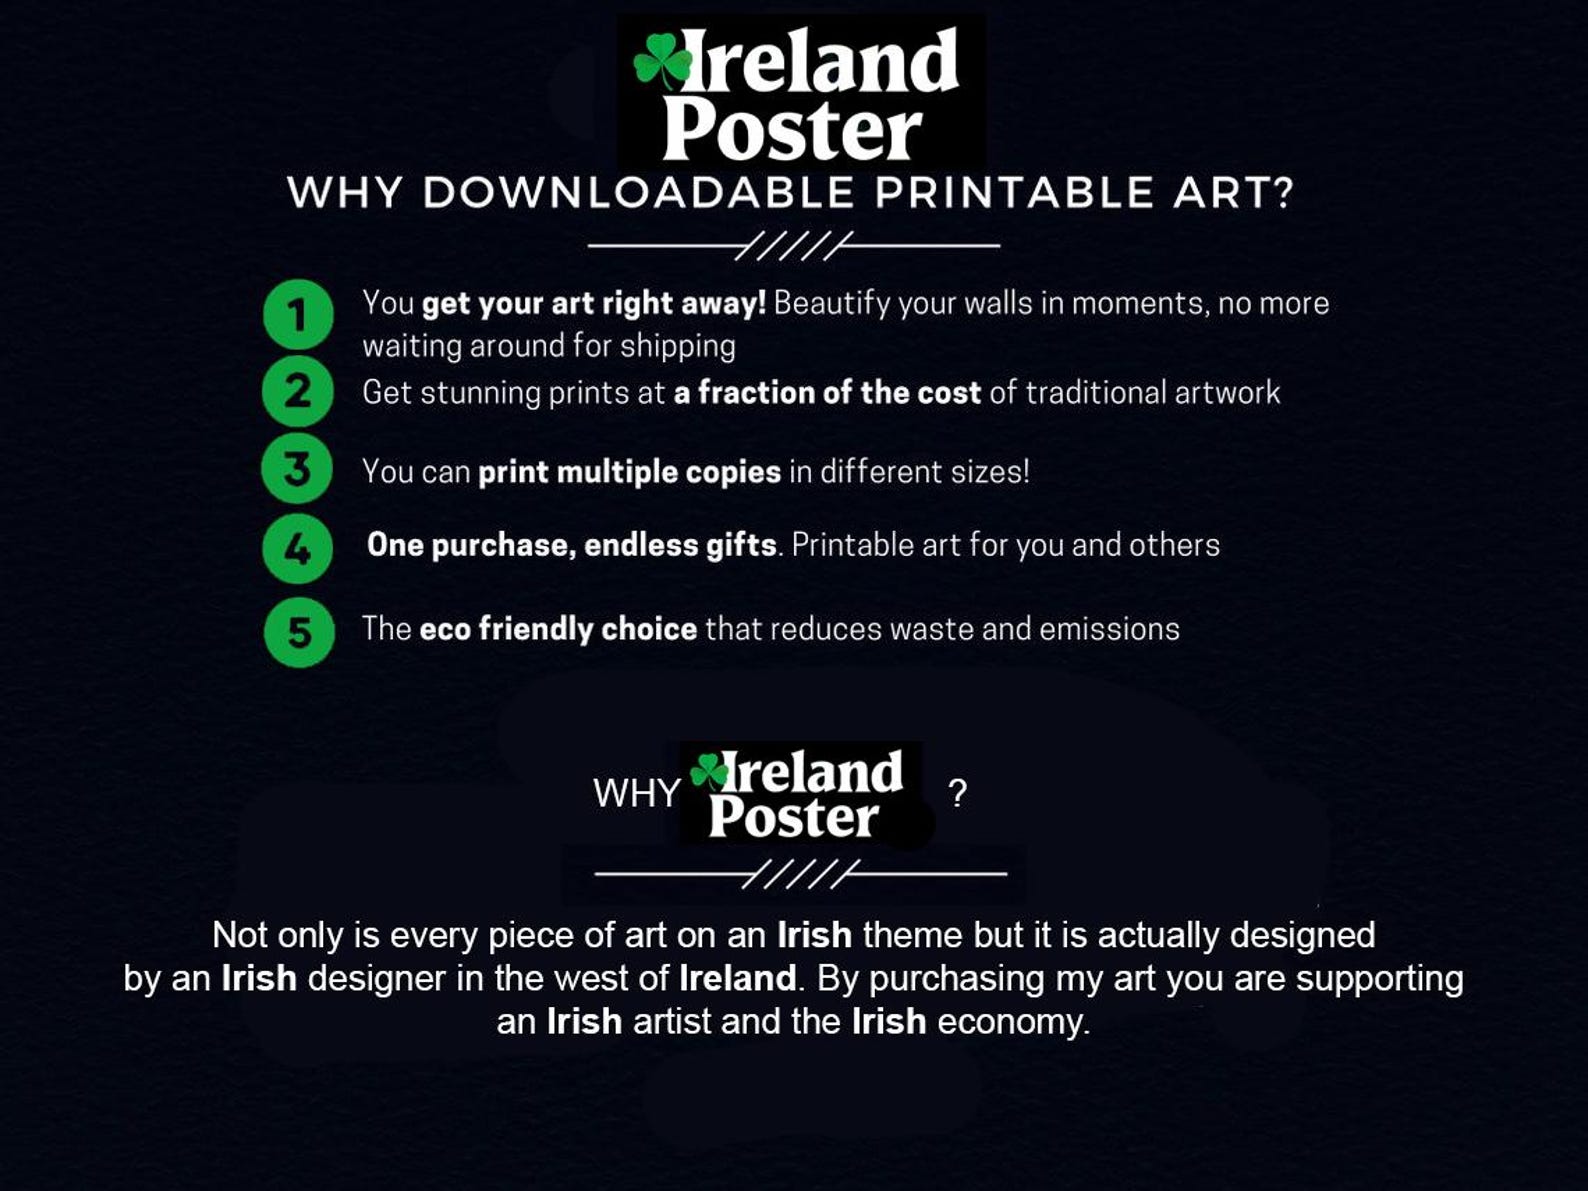 Ireland
Poster
WHY DOWNLOADABLE PRINTABLE ART?
1 You get your art right away! Beautify your walls in moments, no more
waiting around for shipping
2 Get stunning prints at a fraction of the cost of traditional artwork
3 You can print multiple copies in different sizes!
4 One purchase, endless gifts. Printable art for you and others
5 The eco friendly choice that reduces waste and emissions
WHY Ireland Poster ?
Not only is every piece of art on an Irish theme but it is actually designed
by an Irish designer in the west of Ireland. By purchasing my art you are supporting
an Irish artist and the Irish economy.